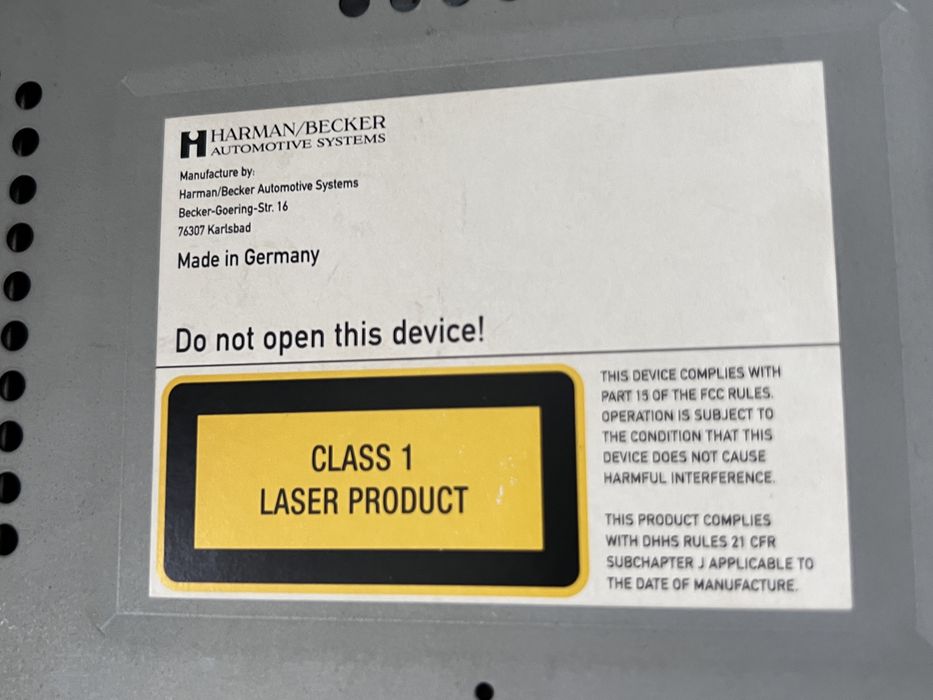 HARMAN/BECKER
AUTOMOTIVE SYSTEMS
Manufacture by:
Harman/Becker Automotive Systems
Becker-Goering-Str. 16
76307 Karlsbad
Made in Germany
Do not open this device!
CLASS 1
LASER PRODUCT
THIS DEVICE COMPLIES WITH
PART 15 OF THE FCC RULES.
OPERATION IS SUBJECT TO
THE CONDITION THAT THIS
DEVICE DOES NOT CAUSE
HARMFUL INTERFERENCE.
THIS PRODUCT COMPLIES
WITH DHHS RULES 21 CFR
SUBCHAPTER J APPLICABLE TO
THE DATE OF MANUFACTURE.